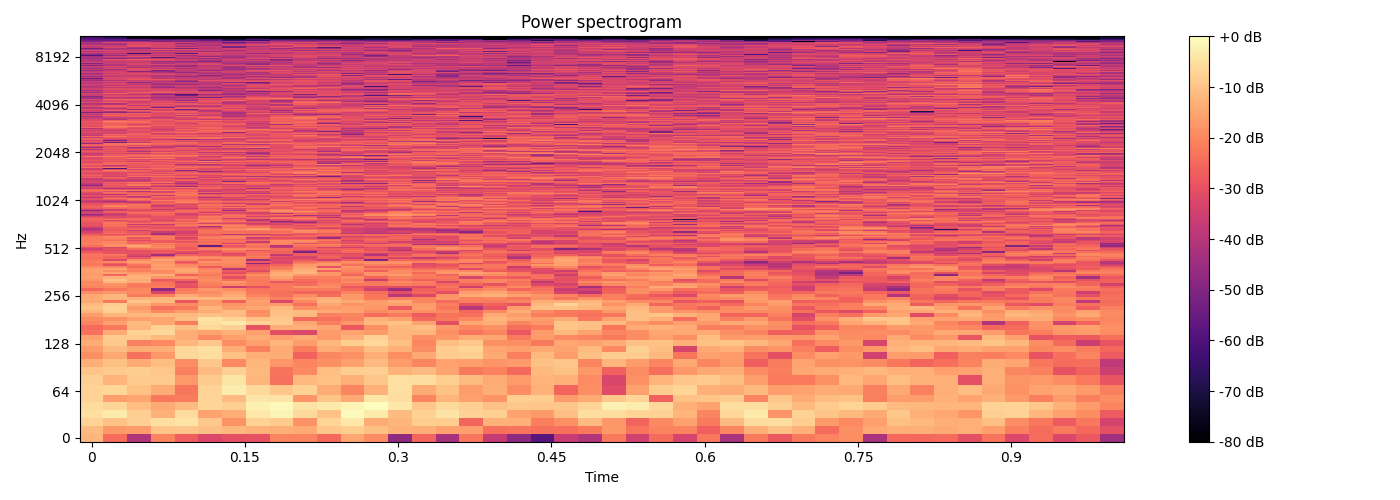 Power spectrogram
Hz
8192
4096
2048
1024
512
256
128
64
0
0 0.15 0.3 0.45 0.6 0.75 0.9
Time
+0 dB
-10 dB
-20 dB
-30 dB
-40 dB
-50 dB
-60 dB
-70 dB
-80 dB